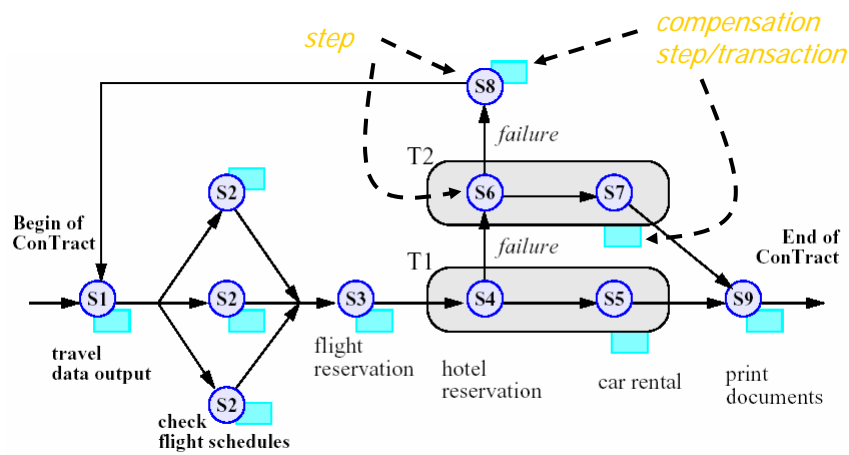 step
compensation
step/transaction
S8
failure
T2
S2
S6
S7
Begin of
ConTract
failure
End of
ConTract
T1
S1
S2
S3
S4
S5
S9
travel
data output
flight
reservation
hotel
reservation
car rental
print
documents
S2
check
flight schedules